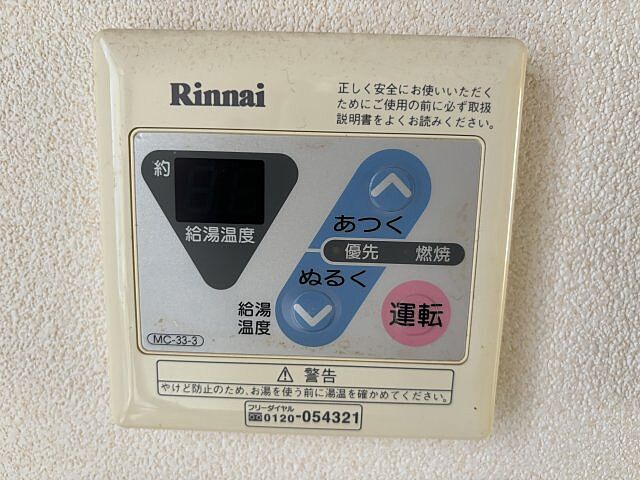 Rinnai
正しく安全にお使いいただく
ためにご使用の前に必ず取扱
説明書をよくお読みください。
約
給湯温度
あつく
優先 燃焼
ぬるく
給湯
温度
運転
MC-33-3
⚠ 警告
やけど防止のため、お湯を使う前に湯温を確かめてください。
フリーダイヤル
0120-054321